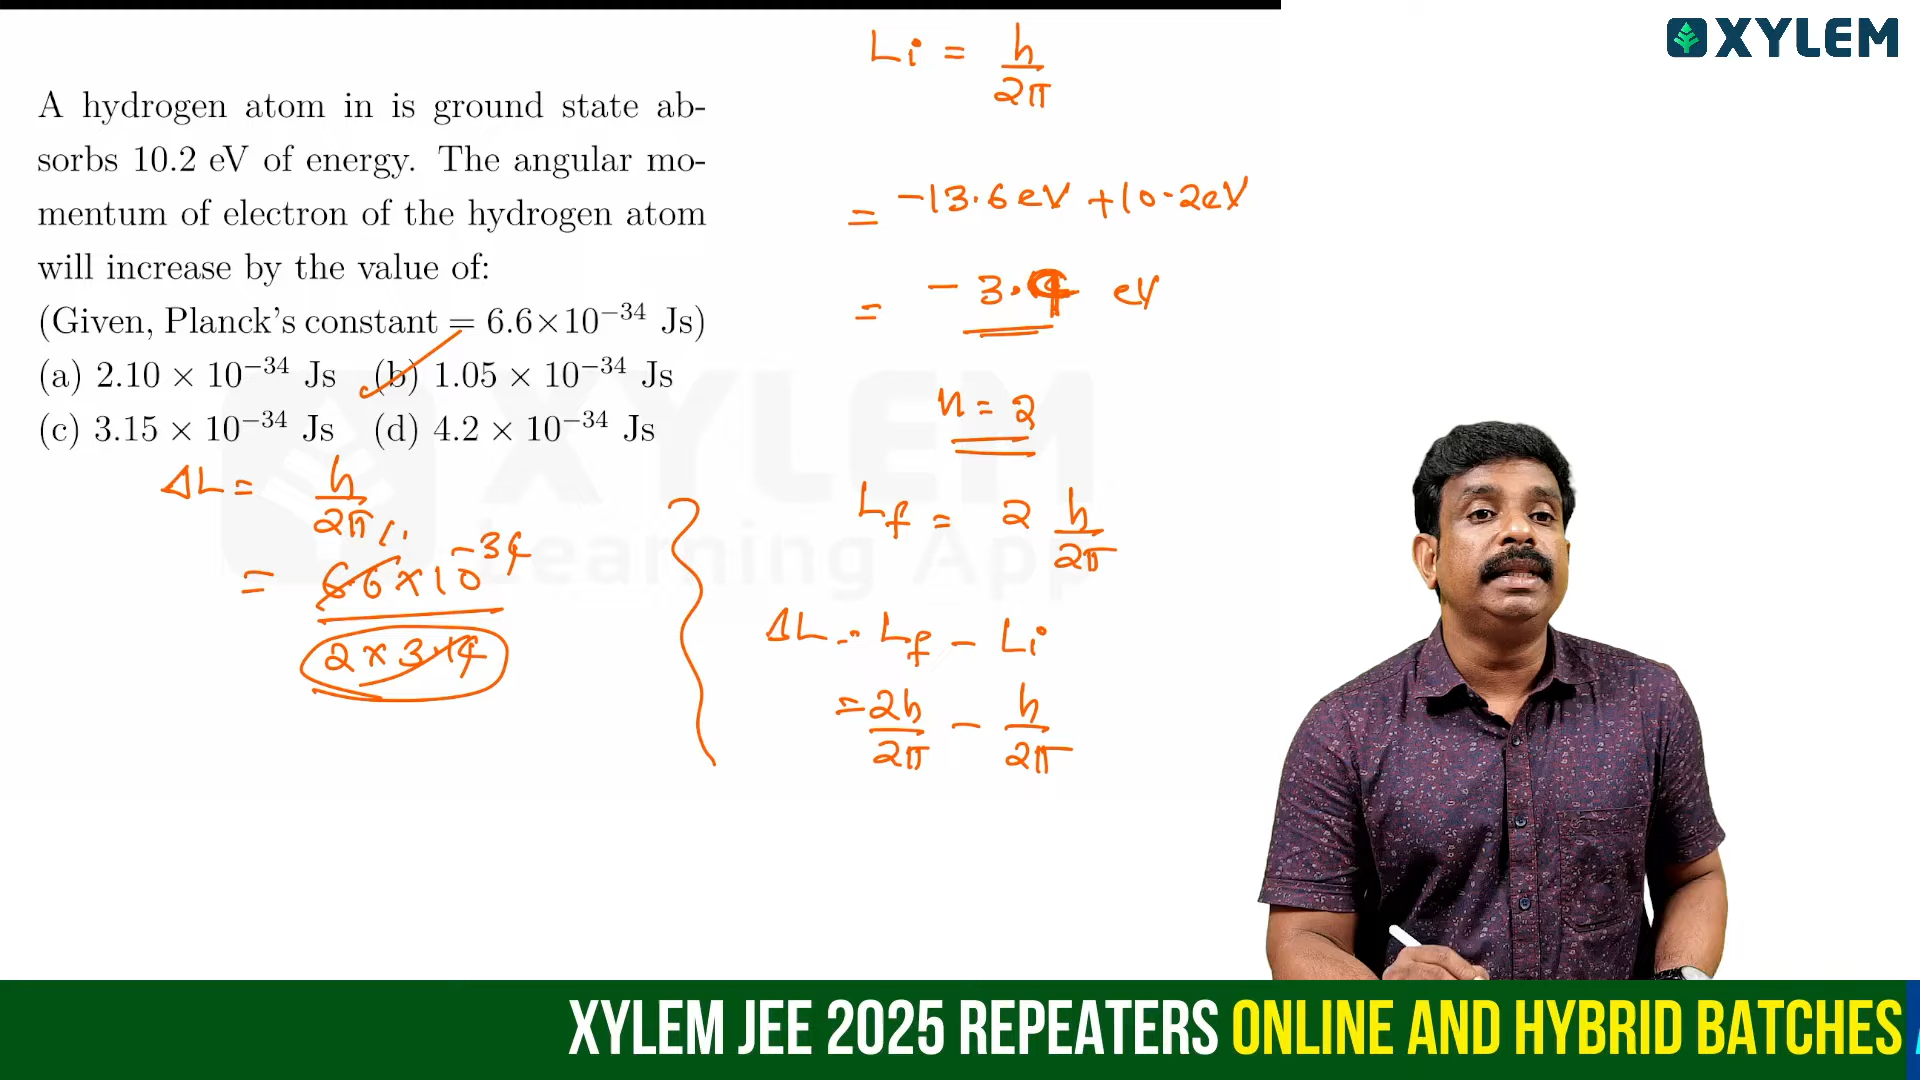 XYLEM
A hydrogen atom in is ground state ab-
sorbs 10.2 eV of energy. The angular mo-
mentum of electron of the hydrogen atom
will increase by the value of:
(Given, Planck's constant = 6.6×10⁻³⁴ Js)
(a) 2.10 × 10⁻³⁴ Js (b) 1.05 × 10⁻³⁴ Js
(c) 3.15 × 10⁻³⁴ Js (d) 4.2 × 10⁻³⁴ Js
ΔL = h/2π
= 6.6 × 10⁻³⁴ / 2 × 3.14
Li = h/2π
= -13.6 eV + 10.2 eV
= -3.4 eV
n = 2
Lf = 2 h/2π
ΔL = Lf - Li
= 2h/2π - h/2π
XYLEM
Learning App
XYLEM JEE 2025 REPEATERS ONLINE AND HYBRID BATCHES